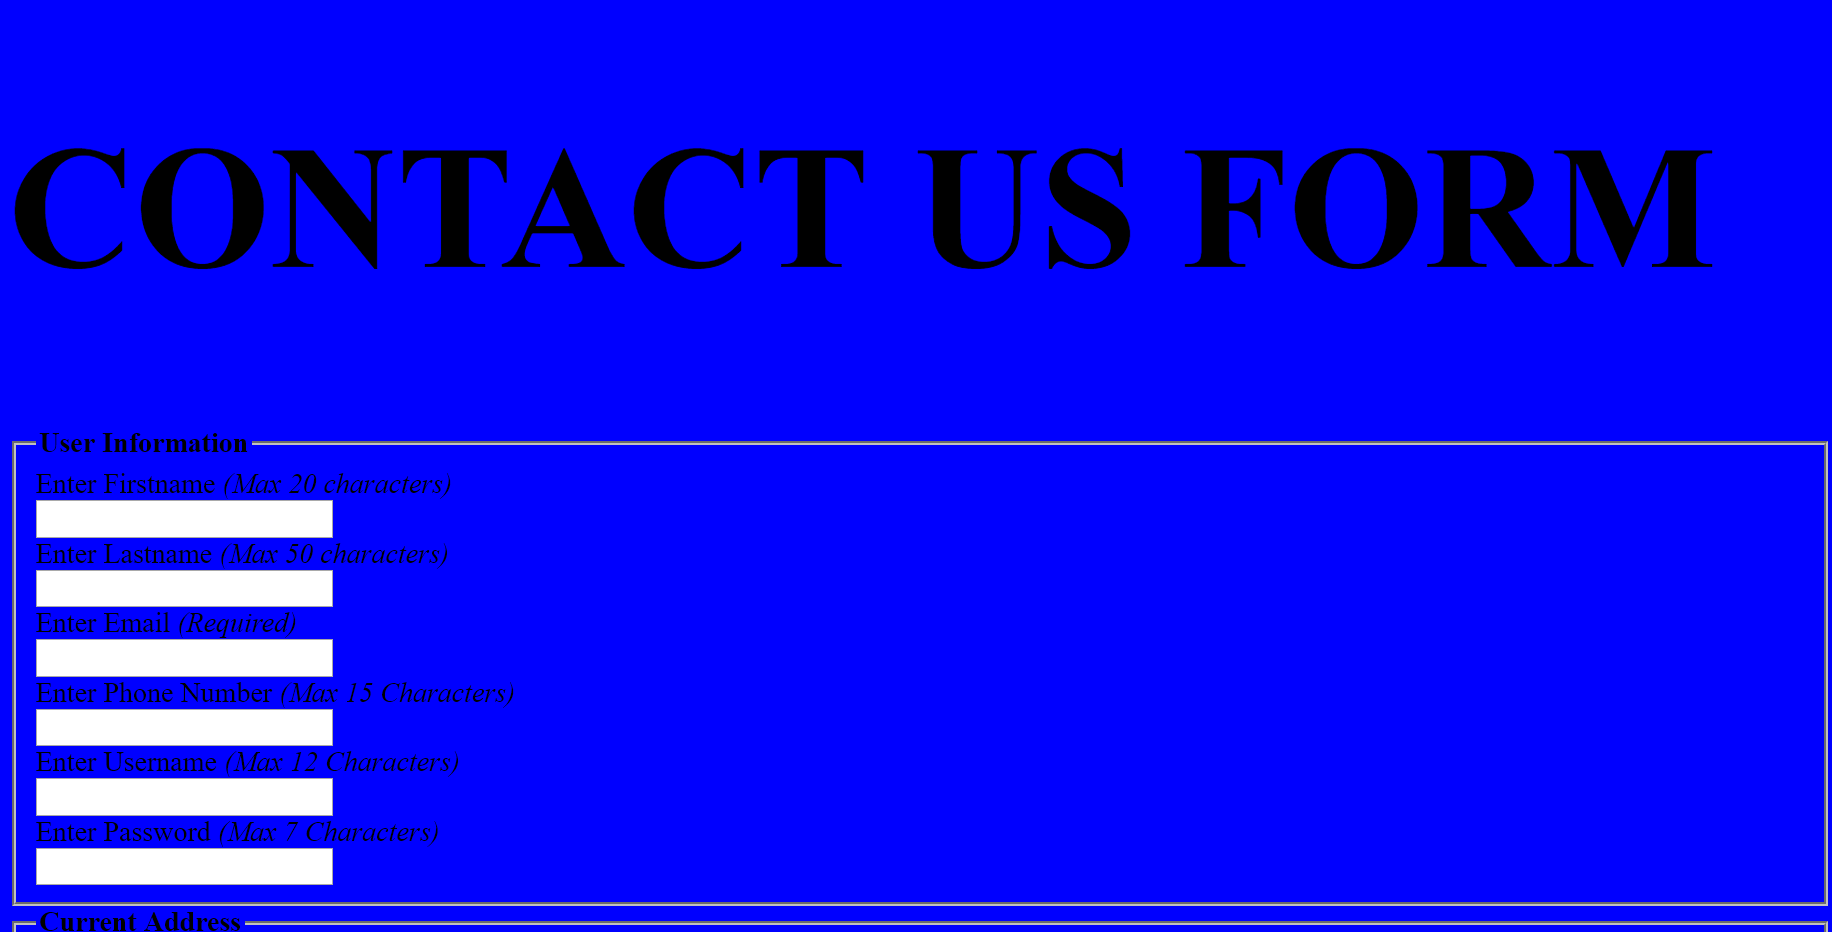 CONTACT US FORM
User Information
Enter Firstname (Max 20 characters)
Enter Lastname (Max 50 characters)
Enter Email (Required)
Enter Phone Number (Max 15 Characters)
Enter Username (Max 12 Characters)
Enter Password (Max 7 Characters)
Current Address